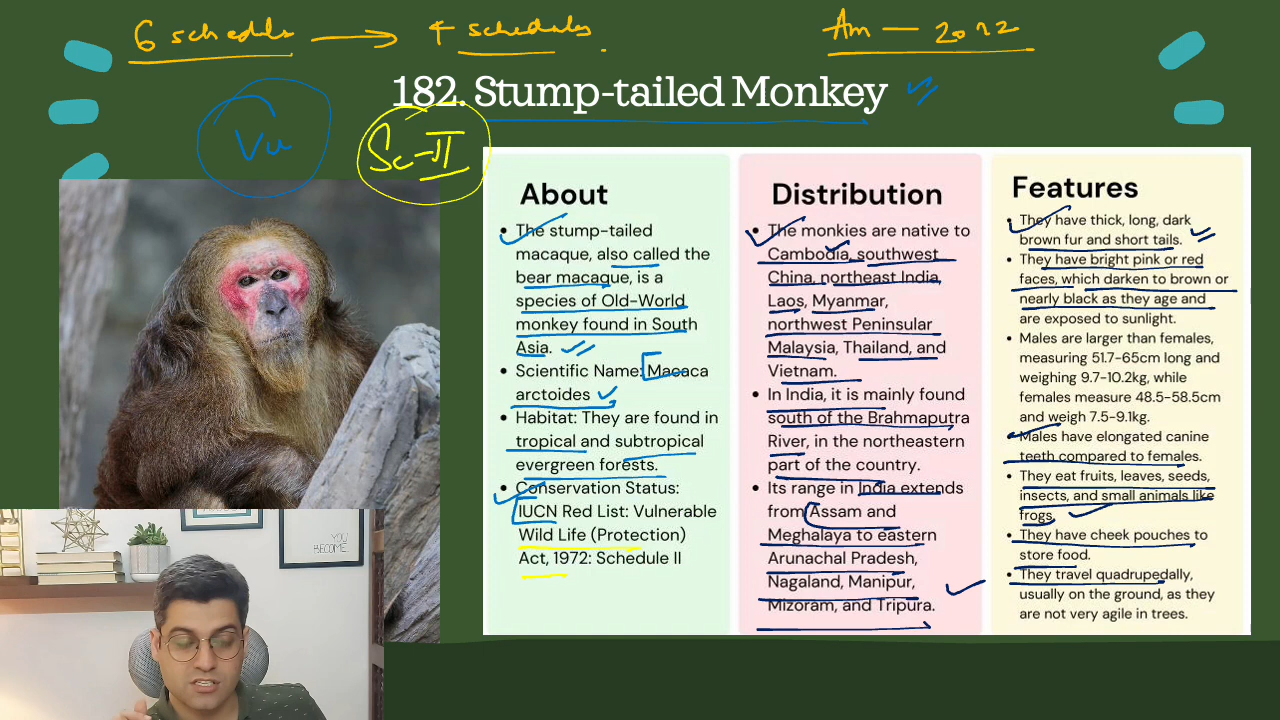 6 schedules → 4 schedules. Am — 2022
182. Stump-tailed Monkey
Vu
Sc-II
About
• The stump-tailed
macaque, also called the
bear macaque, is a
species of Old-World
monkey found in South
Asia.
• Scientific Name: Macaca
arctoides
• Habitat: They are found in
tropical and subtropical
evergreen forests.
• Conservation Status:
IUCN Red List: Vulnerable
Wild Life (Protection)
Act, 1972: Schedule II
Distribution
• The monkies are native to
Cambodia, southwest
China, northeast India,
Laos, Myanmar,
northwest Peninsular
Malaysia, Thailand, and
Vietnam.
• In India, it is mainly found
south of the Brahmaputra
River, in the northeastern
part of the country.
• Its range in India extends
from Assam and
Meghalaya to eastern
Arunachal Pradesh,
Nagaland, Manipur,
Mizoram, and Tripura.
Features
• They have thick, long, dark
brown fur and short tails.
• They have bright pink or red
faces, which darken to brown or
nearly black as they age and
are exposed to sunlight.
• Males are larger than females,
measuring 51.7-65cm long and
weighing 9.7-10.2kg, while
females measure 48.5-58.5cm
and weigh 7.5-9.1kg.
• Males have elongated canine
teeth compared to females.
• They eat fruits, leaves, seeds,
insects, and small animals like
frogs.
• They have cheek pouches to
store food.
• They travel quadrupedally,
usually on the ground, as they
are not very agile in trees.
YOU
BECOME